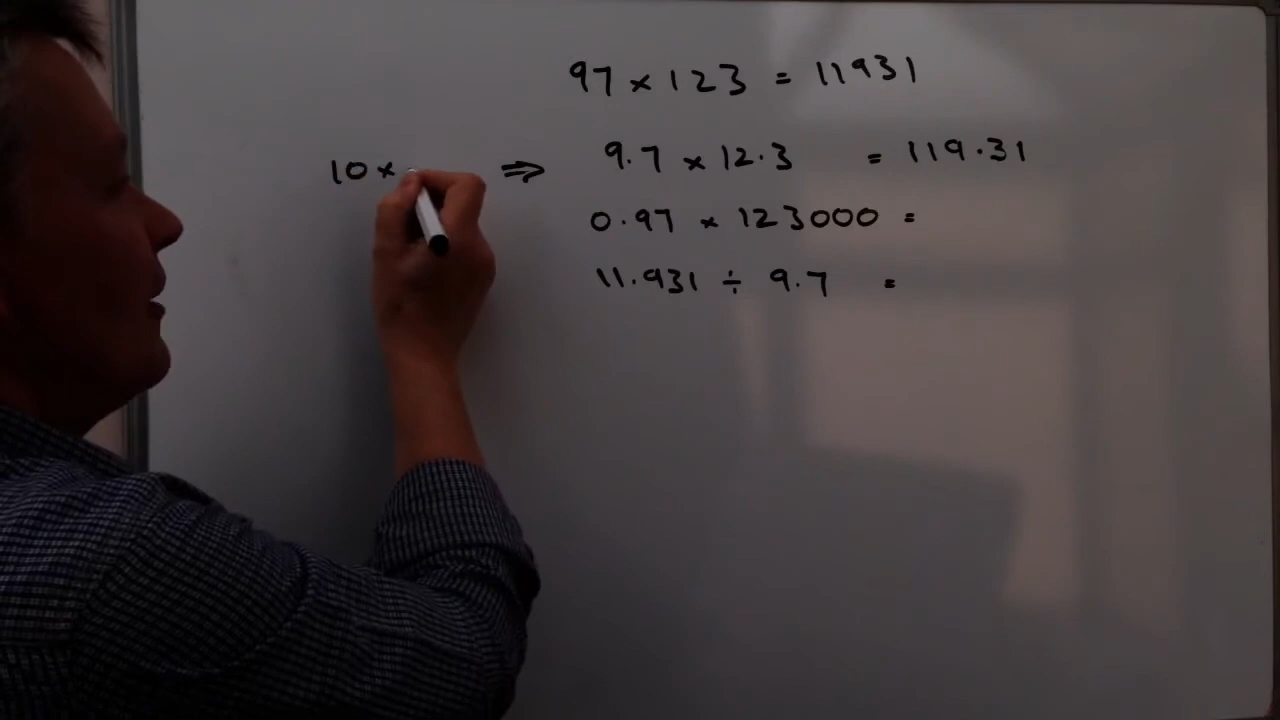 97 × 123 = 11931
10 × ⇒ 9.7 × 12.3 = 119.31
0.97 × 123000 =
11.931 ÷ 9.7 =